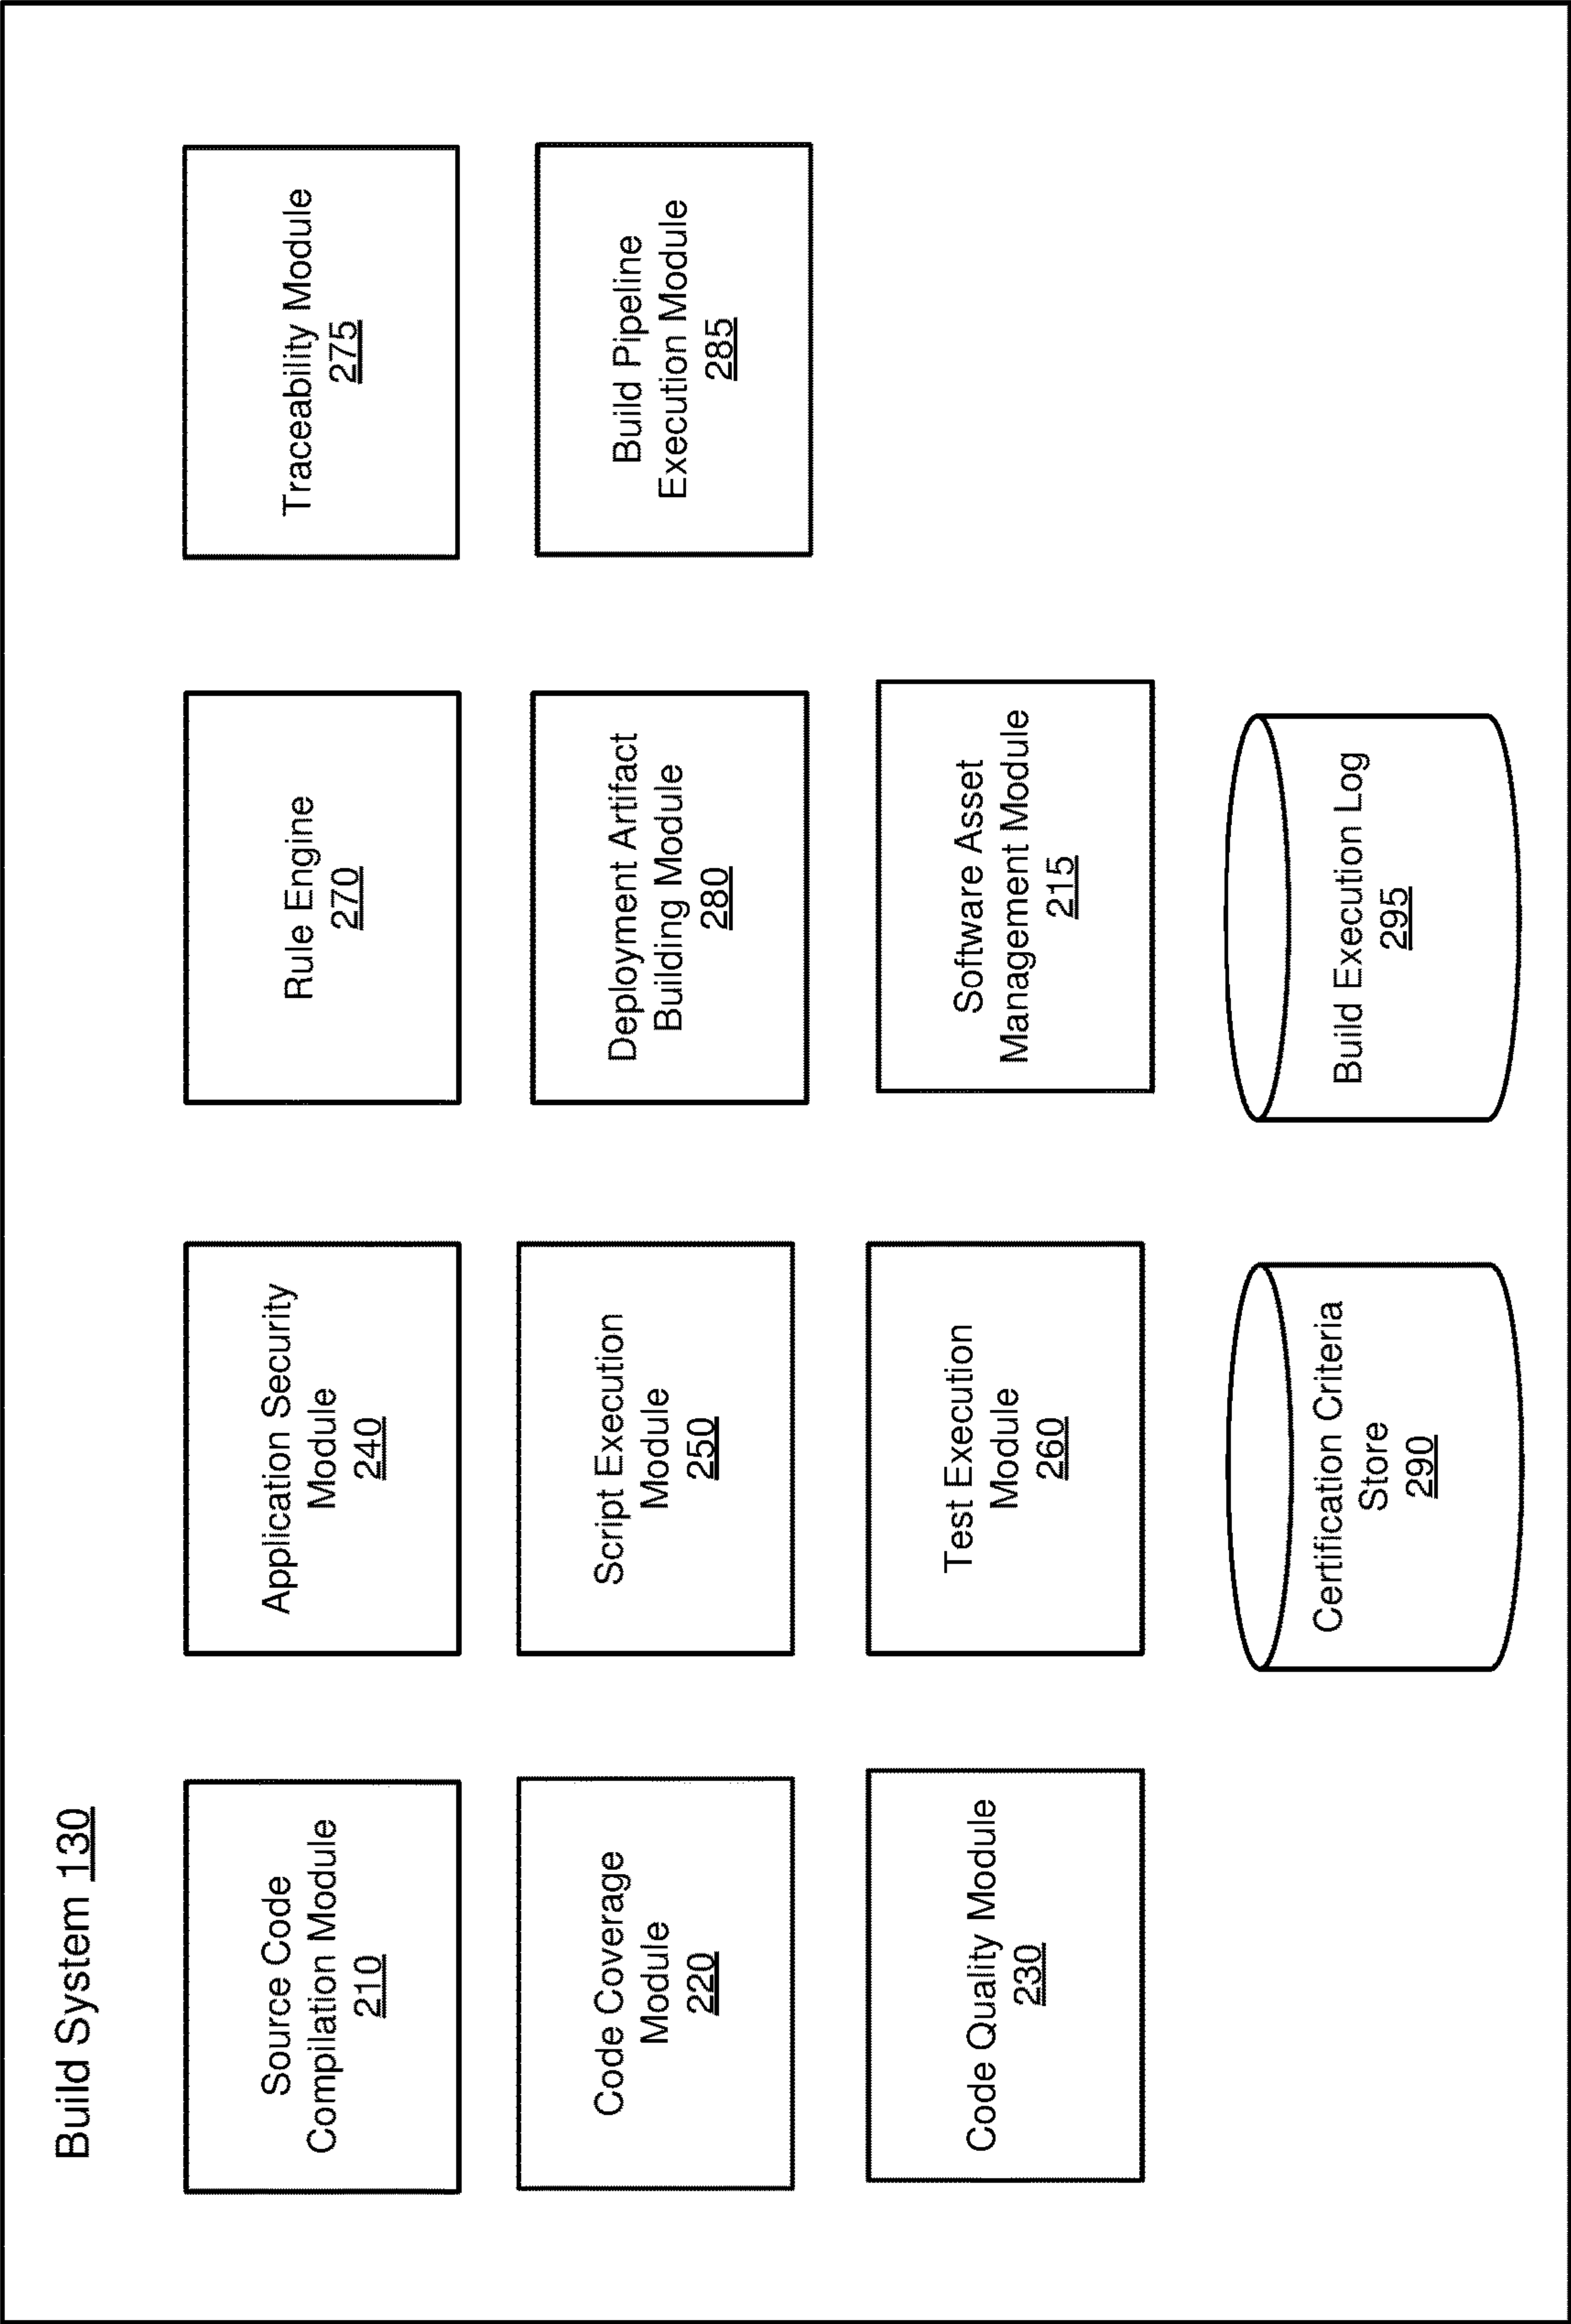 Build System 130
Source Code
Compilation Module
210
Application Security
Module
240
Rule Engine
270
Traceability Module
275
Code Coverage
Module
220
Script Execution
Module
250
Deployment Artifact
Building Module
280
Build Pipeline
Execution Module
285
Code Quality Module
230
Test Execution
Module
260
Software Asset
Management Module
215
Certification Criteria
Store
290
Build Execution Log
295